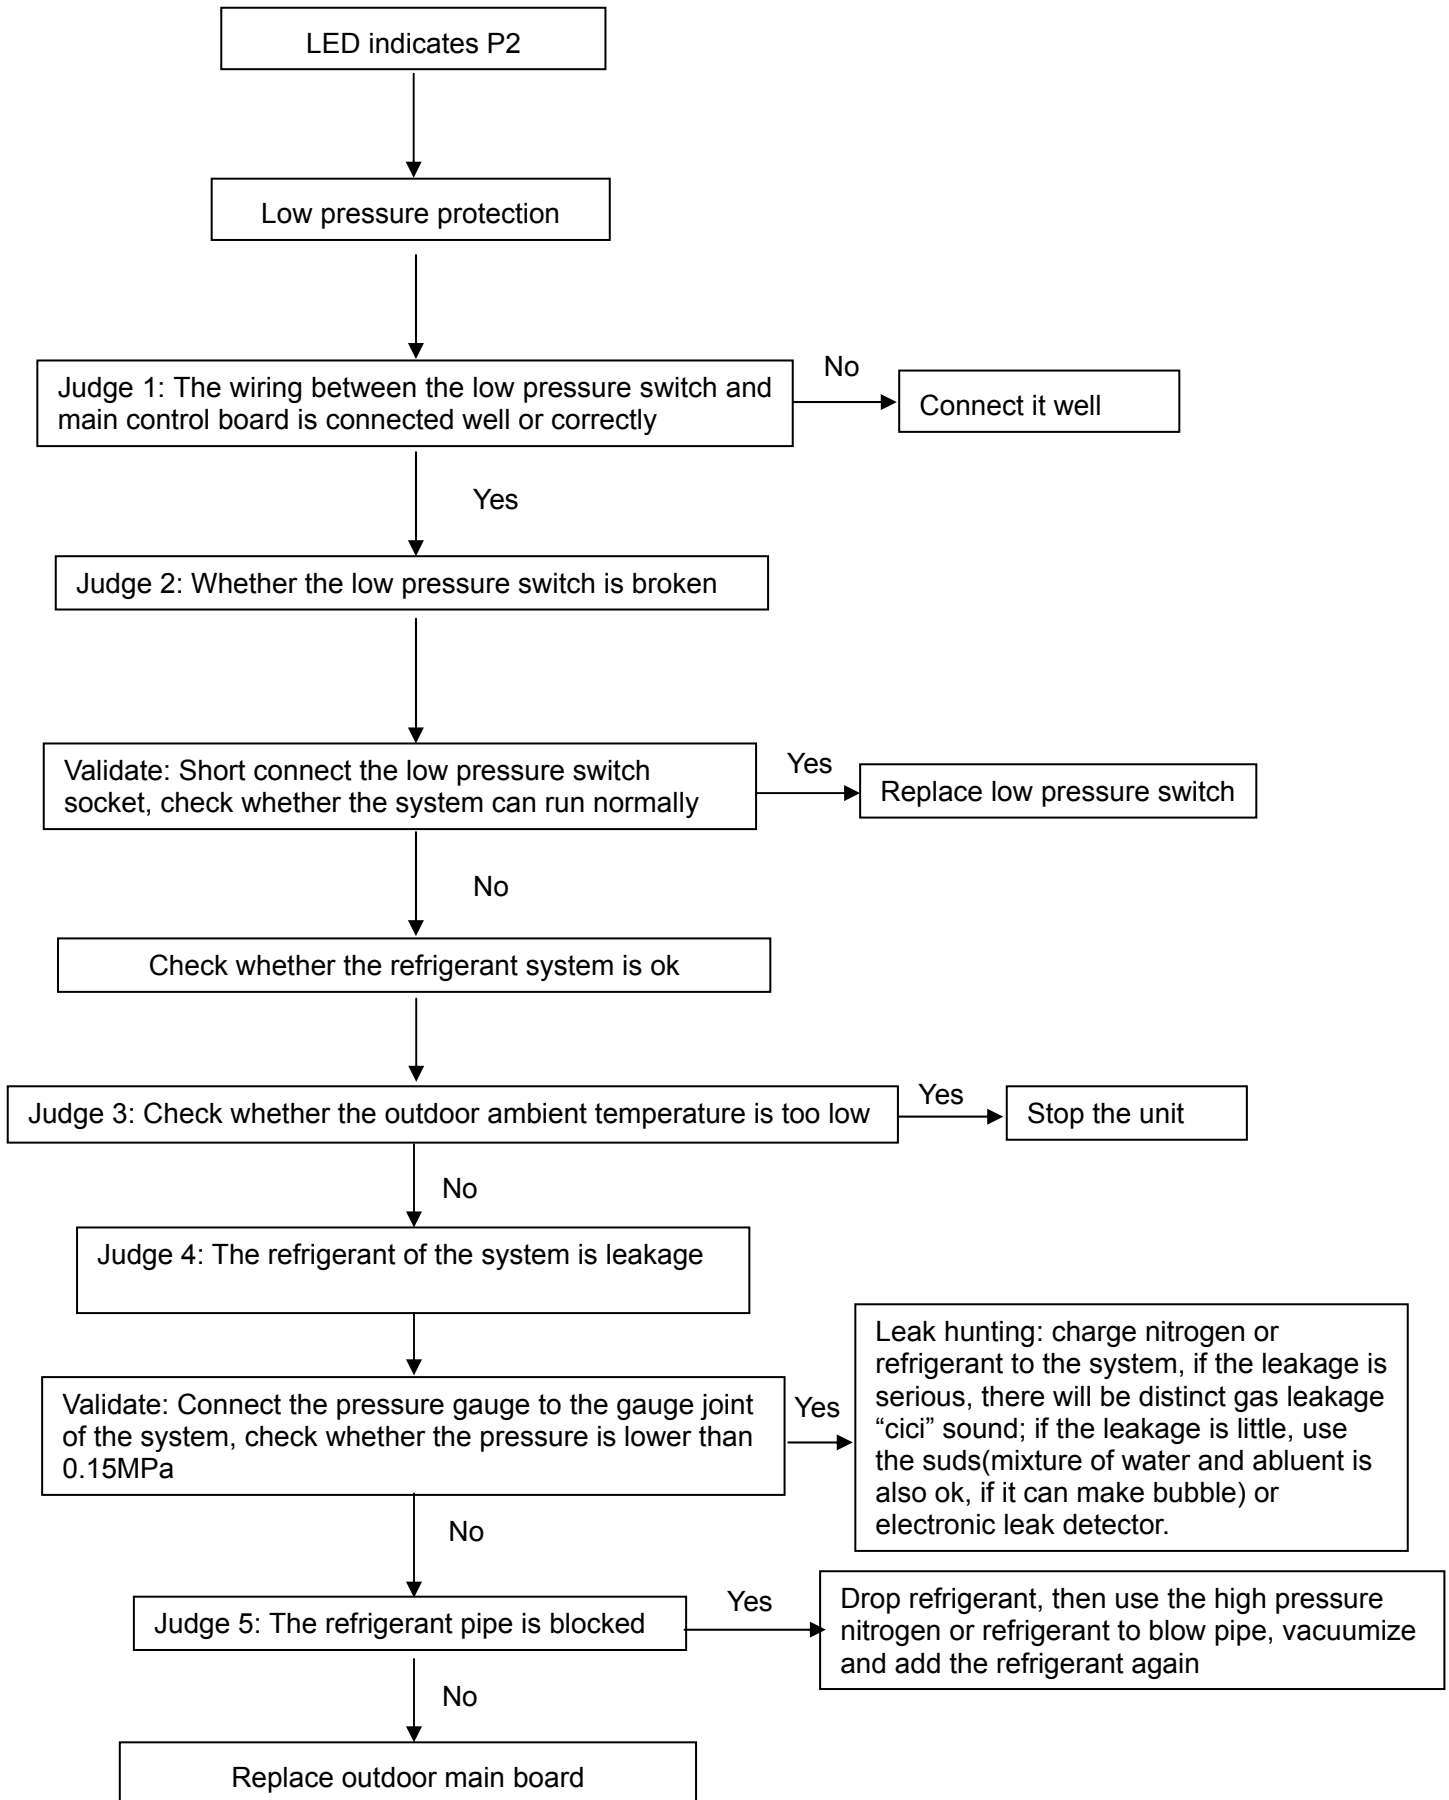 LED indicates P2
Low pressure protection
Judge 1: The wiring between the low pressure switch and
main control board is connected well or correctly
No
Connect it well
Yes
Judge 2: Whether the low pressure switch is broken
Validate: Short connect the low pressure switch
socket, check whether the system can run normally
Yes
Replace low pressure switch
No
Check whether the refrigerant system is ok
Judge 3: Check whether the outdoor ambient temperature is too low
Yes
Stop the unit
No
Judge 4: The refrigerant of the system is leakage
Validate: Connect the pressure gauge to the gauge joint
of the system, check whether the pressure is lower than
0.15MPa
Yes
Leak hunting: charge nitrogen or
refrigerant to the system, if the leakage is
serious, there will be distinct gas leakage
“cici” sound; if the leakage is little, use
the suds(mixture of water and abluent is
also ok, if it can make bubble) or
electronic leak detector.
No
Judge 5: The refrigerant pipe is blocked
Yes
Drop refrigerant, then use the high pressure
nitrogen or refrigerant to blow pipe, vacuumize
and add the refrigerant again
No
Replace outdoor main board